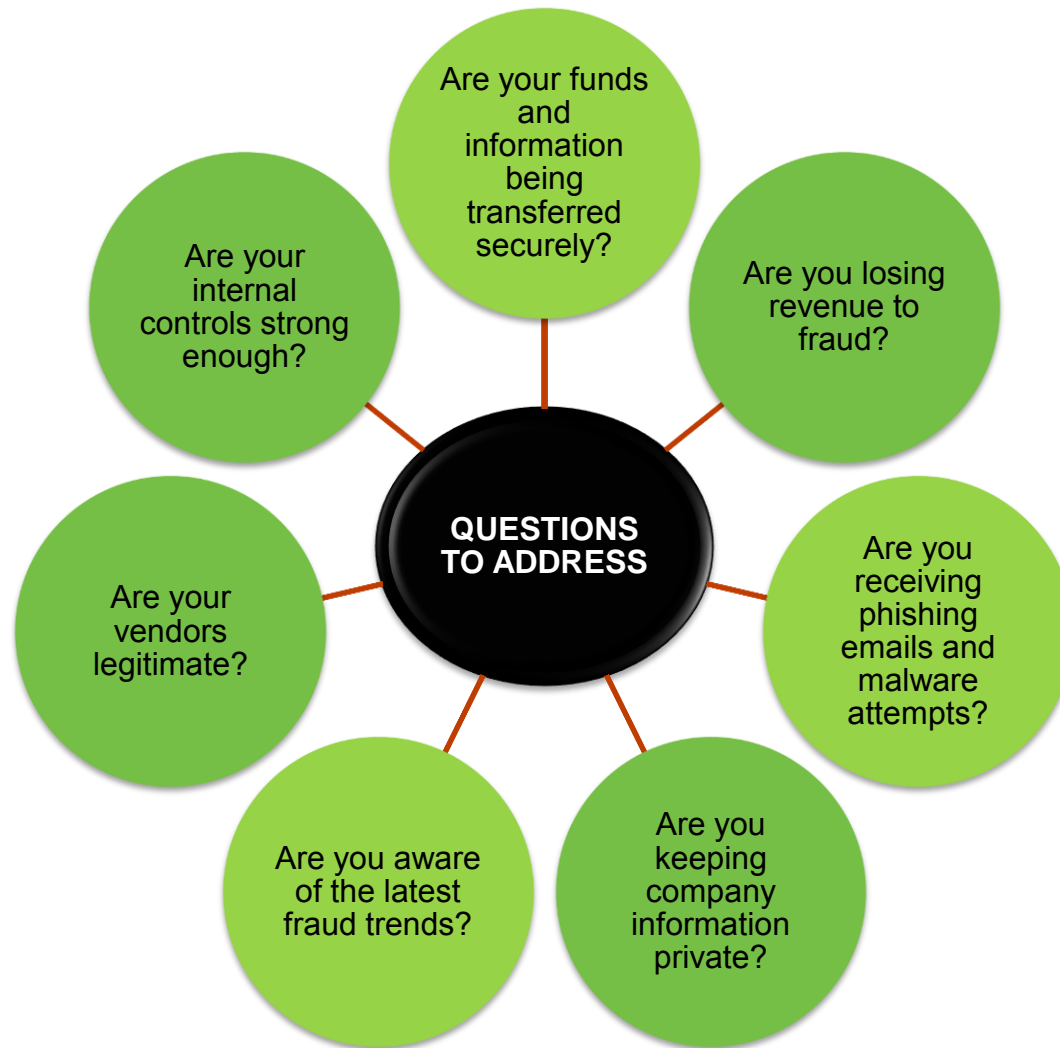 Are your funds
and
information
being
transferred
securely?
Are you losing
revenue to
fraud?
Are you
receiving
phishing
emails and
malware
attempts?
Are you
keeping
company
information
private?
Are you aware
of the latest
fraud trends?
Are your
vendors
legitimate?
Are your
internal
controls strong
enough?
QUESTIONS
TO ADDRESS